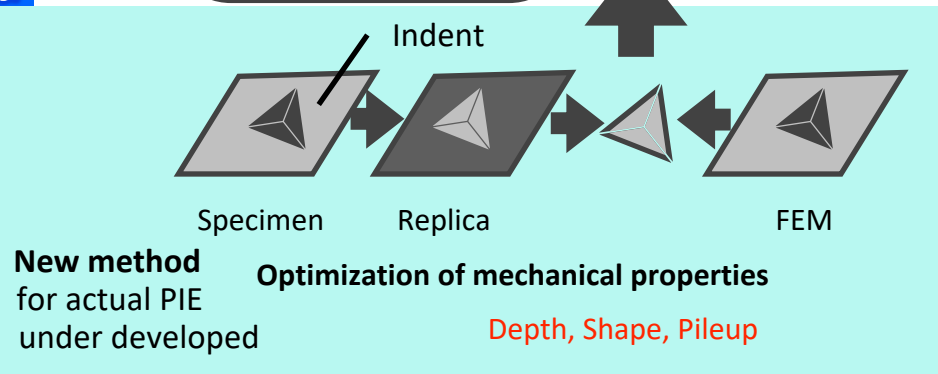 Indent
Specimen
Replica
FEM
New method
for actual PIE
under developed
Optimization of mechanical properties
Depth, Shape, Pileup